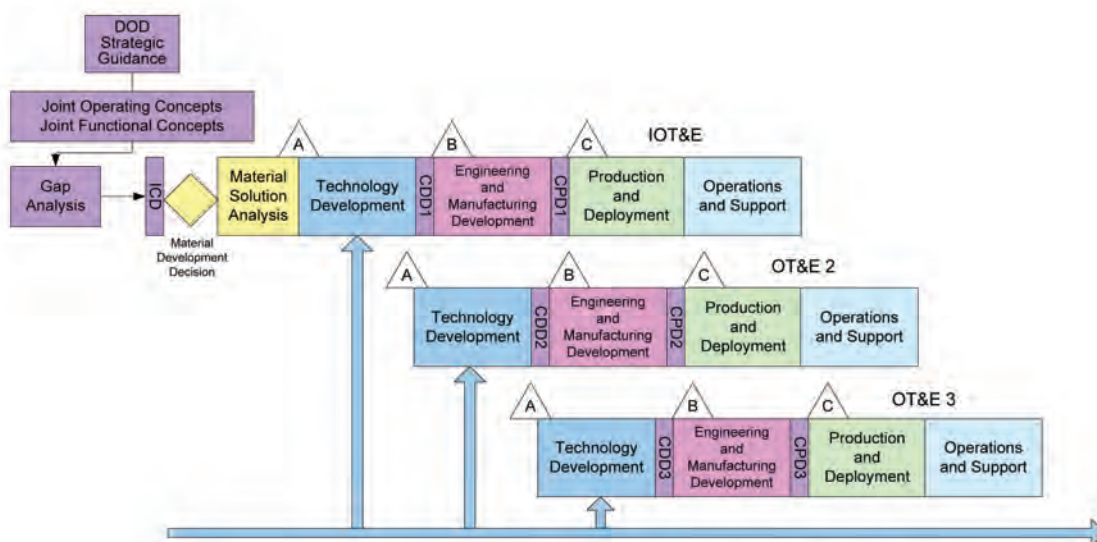 DOD
Strategic
Guidance
Joint Operating Concepts
Joint Functional Concepts
Gap
Analysis
ICD
Material
Development
Decision
Material
Solution
Analysis
A
Technology
Development
CDD1
B
Engineering
and
Manufacturing
Development
CPD1
C
IOT&E
Production
and
Deployment
Operations
and Support
A
Technology
Development
CDD2
B
Engineering
and
Manufacturing
Development
CPD2
C
OT&E 2
Production
and
Deployment
Operations
and Support
A
Technology
Development
CDD3
B
Engineering
and
Manufacturing
Development
CPD3
C
OT&E 3
Production
and
Deployment
Operations
and Support